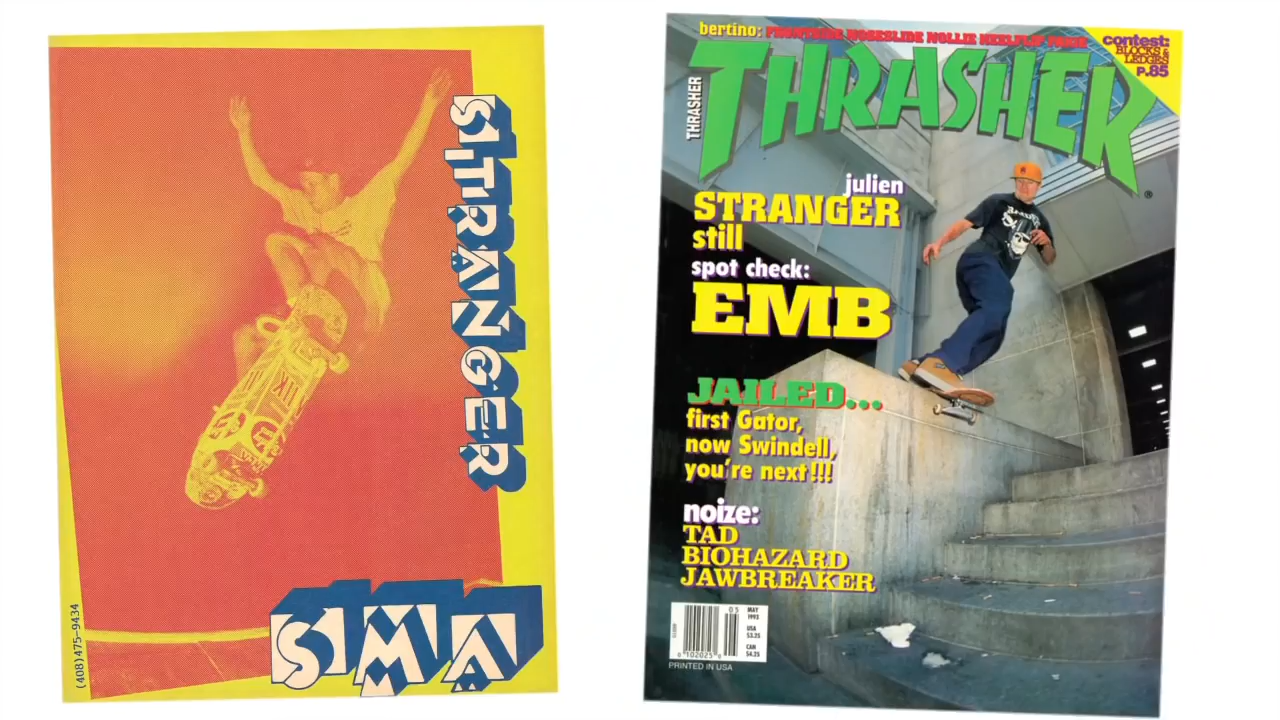 STRANGER
SMA
(408)475-9434
bertino: FRONTSIDE NOSESLIDE NOLLIE HEELFLIP FAKIE
contest:
BLOCKS &
LEDGES
P.85
THRASHER
THRASHER
®
julien
STRANGER
still
spot check:
EMB
JAILED...
first Gator,
now Swindell,
you're next!!!
noize:
TAD
BIOHAZARD
JAWBREAKER
05
MAY
1993
USA
$3.25
CAN
$4.25
PRINTED IN USA